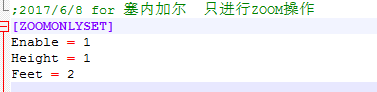 ;2017/6/8 for 塞内加尔  只进行ZOOM操作
[ZOOMONLYSET]
Enable = 1
Height = 1
Feet = 2